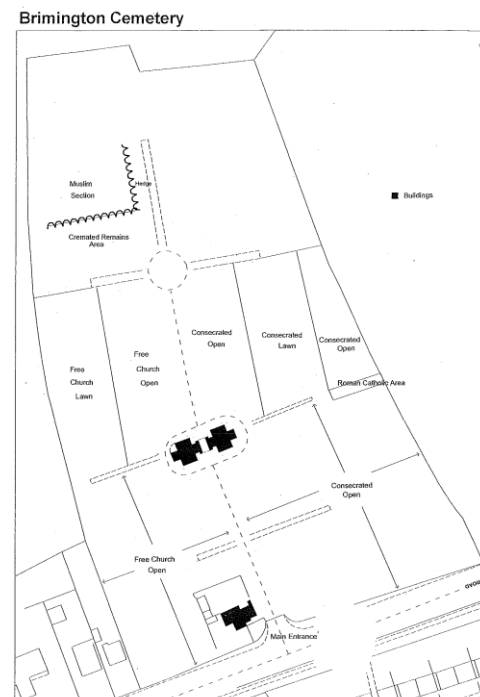 Brimington Cemetery
Muslim
Section
Hedge
Buildings
Cremated Remains
Area
Consecrated
Open
Consecrated
Lawn
Consecrated
Open
Free
Church
Open
Free
Church
Lawn
Roman Catholic Area
Consecrated
Open
Free Church
Open
ROAD
Main Entrance